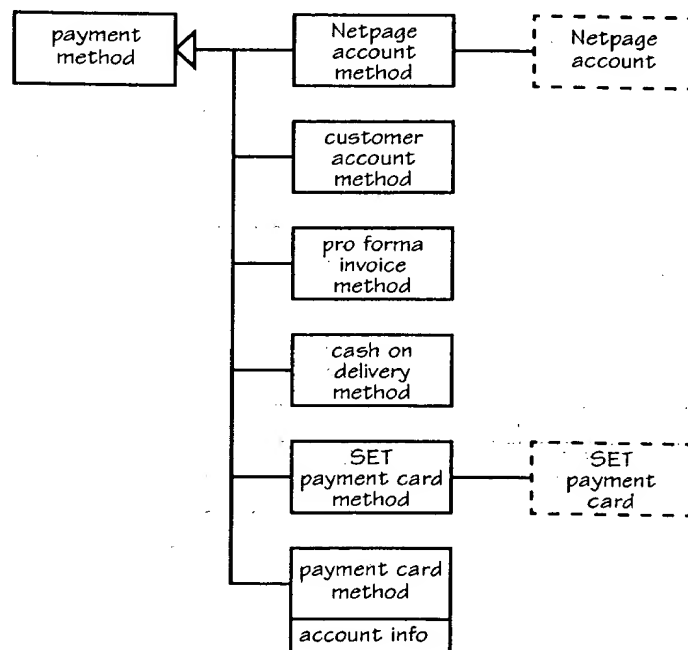 payment
method
Netpage
account
method
Netpage
account
customer
account
method
pro forma
invoice
method
cash on
delivery
method
SET
payment card
method
SET
payment
card
payment card
method
account info